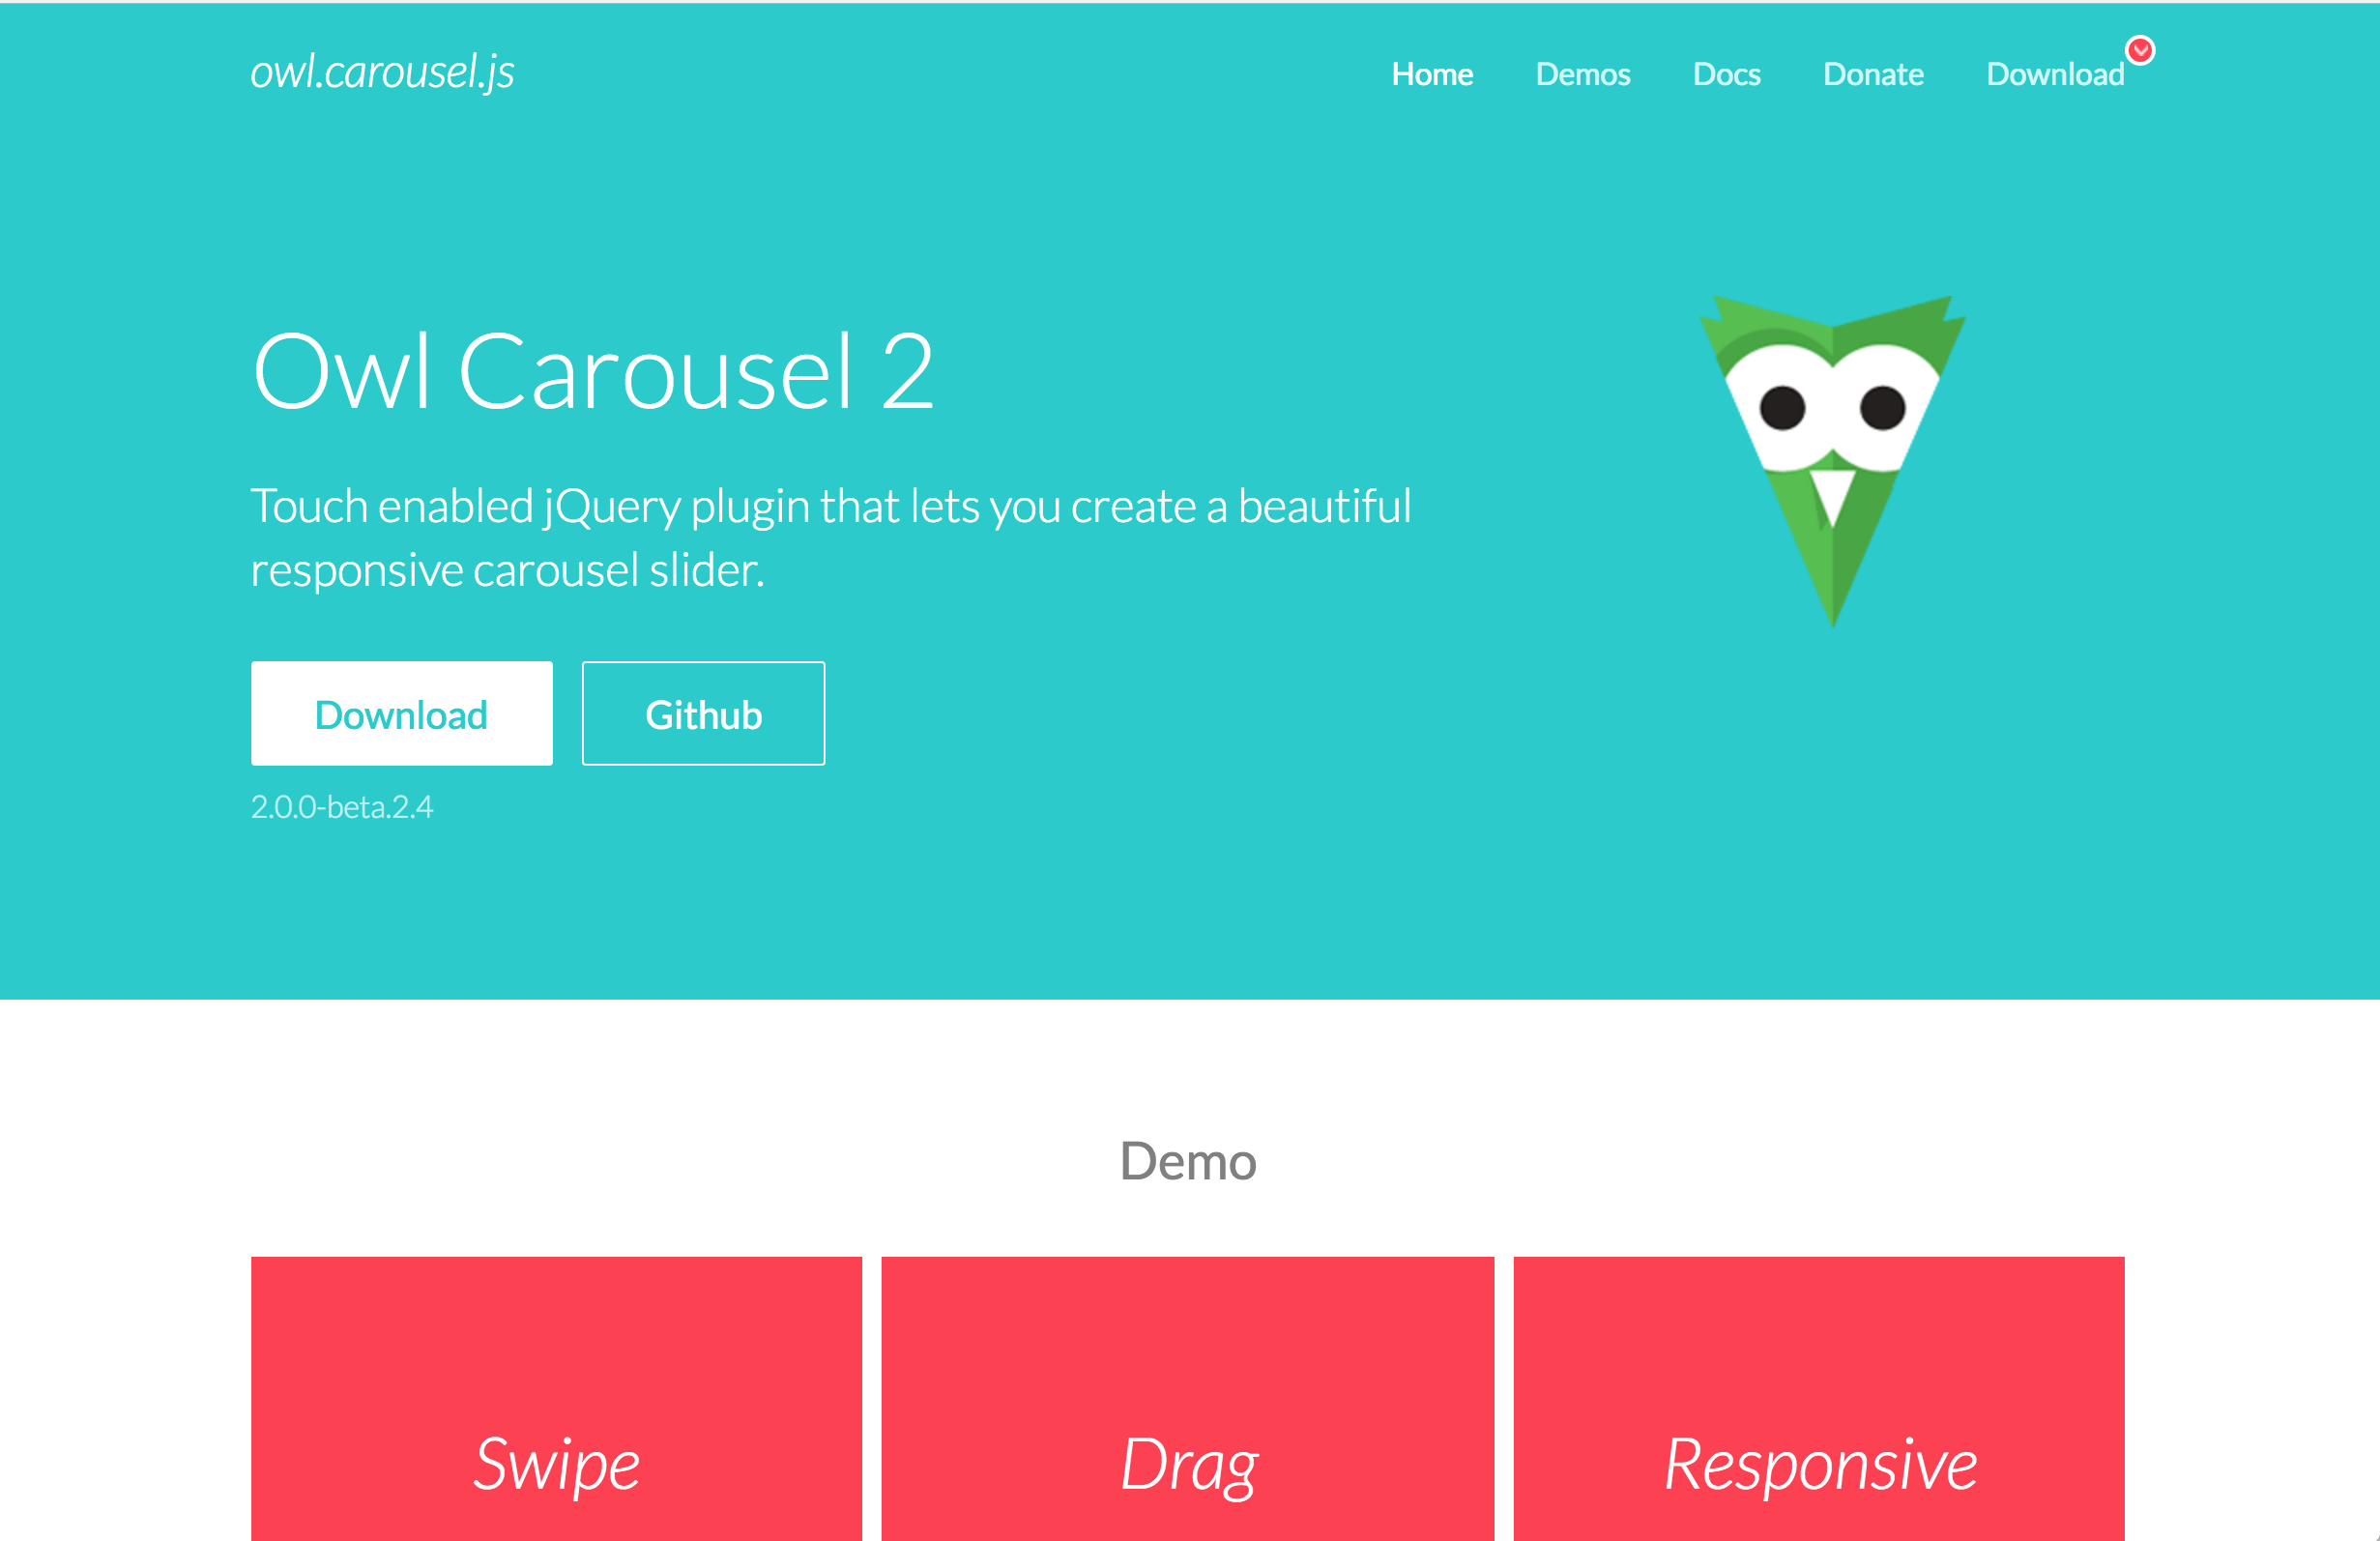 owl.carousel.js
Home Demos Docs Donate Download
Owl Carousel 2
Touch enabled jQuery plugin that lets you create a beautiful
responsive carousel slider.
Download Github
2.0.0-beta.2.4
Demo
Swipe Drag Responsive